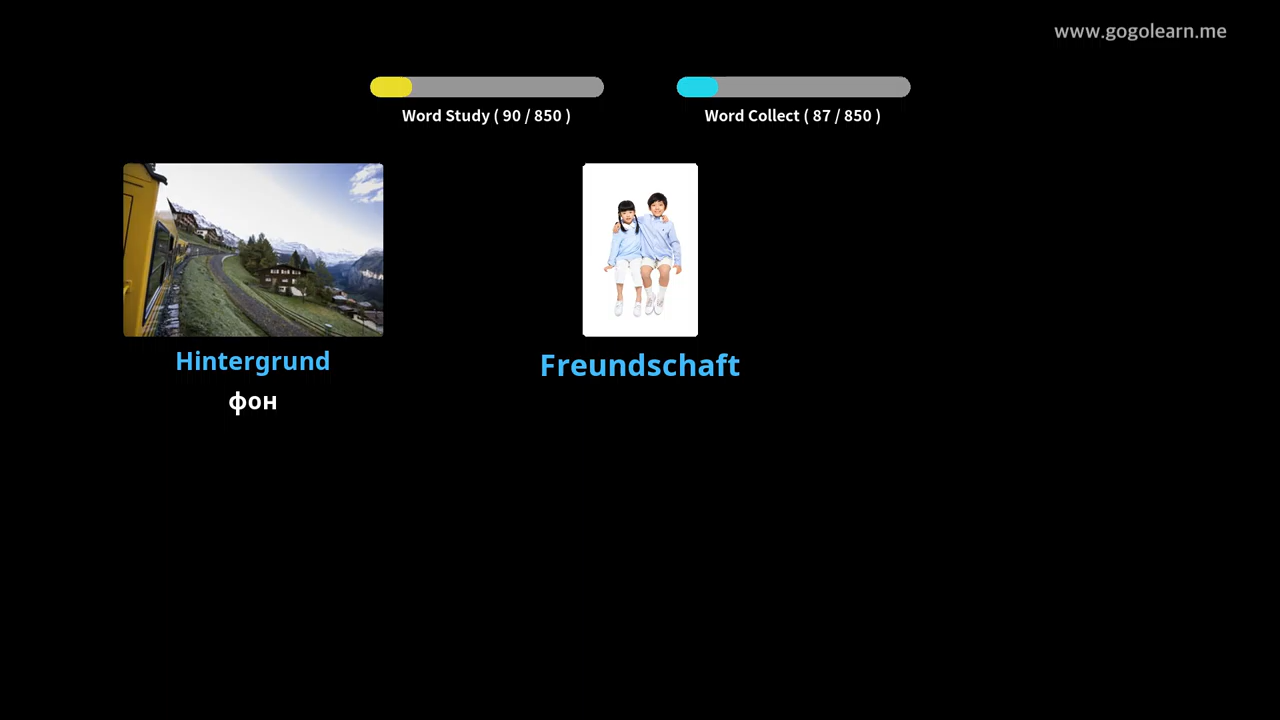 www.gogolearn.me
Word Study ( 90 / 850 )
Word Collect ( 87 / 850 )
Hintergrund
фон
Freundschaft